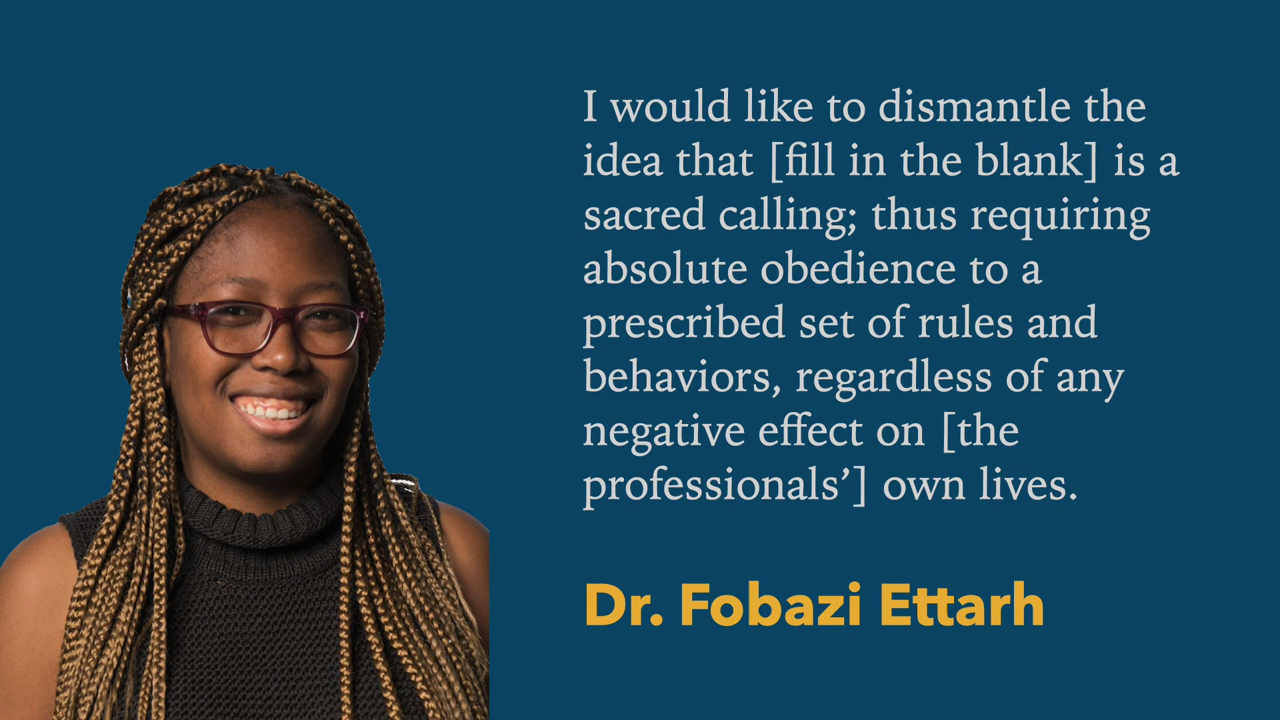 I would like to dismantle the
idea that [fill in the blank] is a
sacred calling; thus requiring
absolute obedience to a
prescribed set of rules and
behaviors, regardless of any
negative effect on [the
professionals’] own lives.
Dr. Fobazi Ettarh